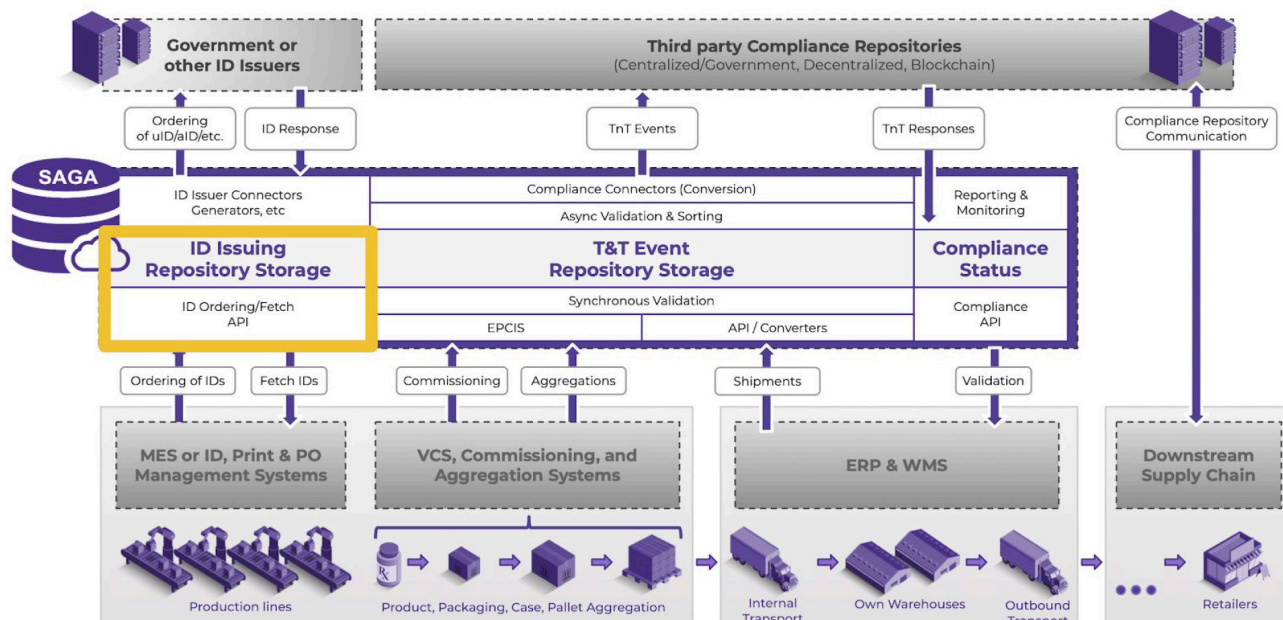 Government or
other ID Issuers
Third party Compliance Repositories
(Centralized/Government, Decentralized, Blockchain)
Ordering
of uID/aID/etc.
ID Response
TnT Events
TnT Responses
Compliance Repository
Communication
SAGA
ID Issuer Connectors
Generators, etc
Compliance Connectors (Conversion)
Async Validation & Sorting
Reporting &
Monitoring
ID Issuing
Repository Storage
T&T Event
Repository Storage
Compliance
Status
ID Ordering/Fetch
API
Synchronous Validation
EPCIS
API / Converters
Compliance
API
Ordering of IDs
Fetch IDs
Commissioning
Aggregations
Shipments
Validation
MES or ID, Print & PO
Management Systems
VCS, Commissioning, and
Aggregation Systems
ERP & WMS
Downstream
Supply Chain
Rx
Production lines
Product, Packaging, Case, Pallet Aggregation
Internal
Transport
Own Warehouses
Outbound
Transport
Retailers